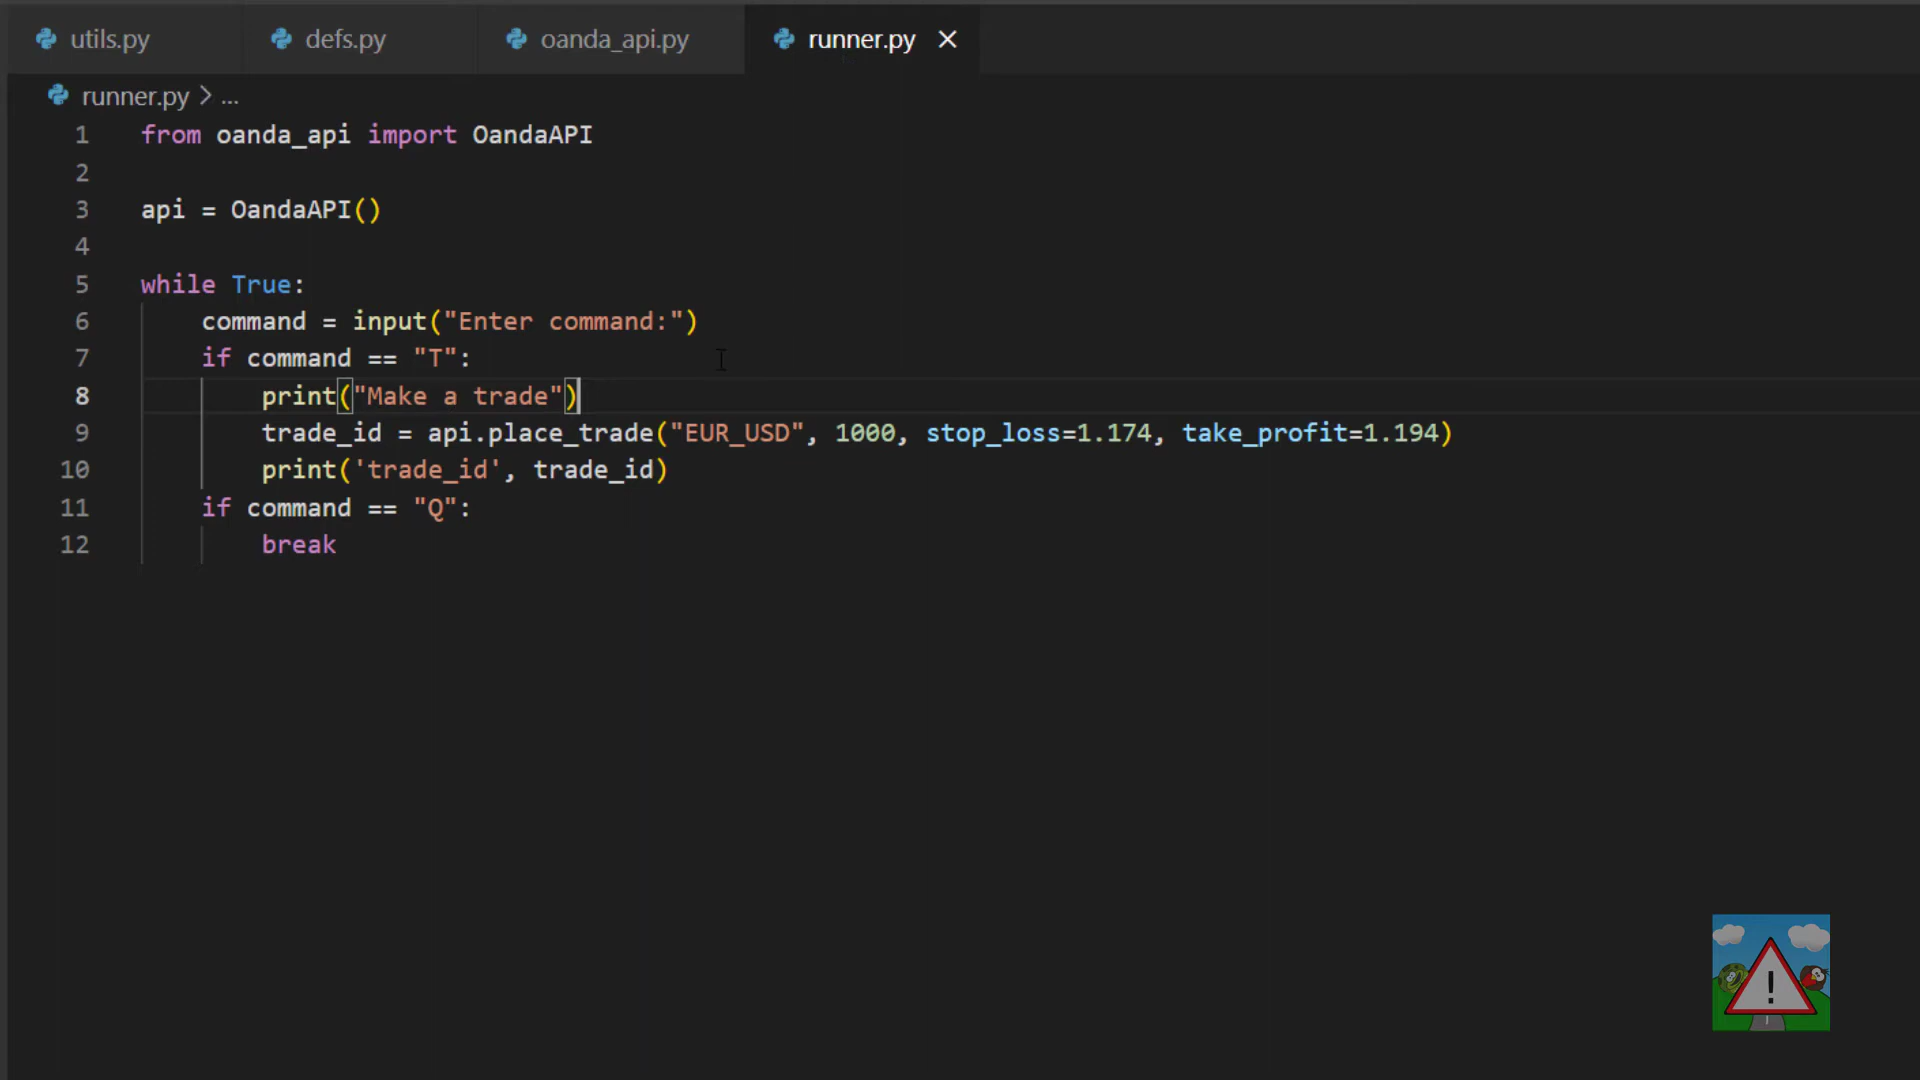 utils.py defs.py oanda_api.py runner.py
runner.py > ...
1 from oanda_api import OandaAPI
2
3 api = OandaAPI()
4
5 while True:
6     command = input("Enter command:")
7     if command == "T":
8         print("Make a trade")
9         trade_id = api.place_trade("EUR_USD", 1000, stop_loss=1.174, take_profit=1.194)
10         print('trade_id', trade_id)
11     if command == "Q":
12         break
!